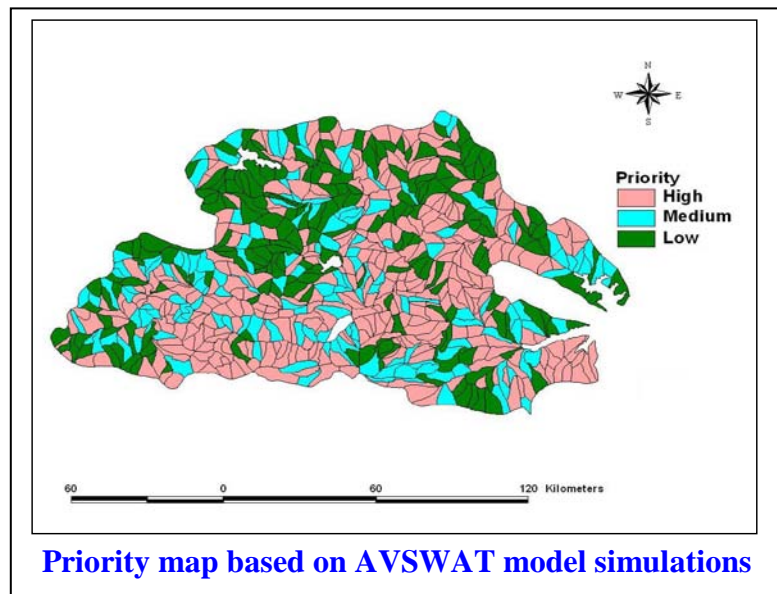 N
W E
S
Priority
High
Medium
Low
60 0 60 120 Kilometers
Priority map based on AVSWAT model simulations